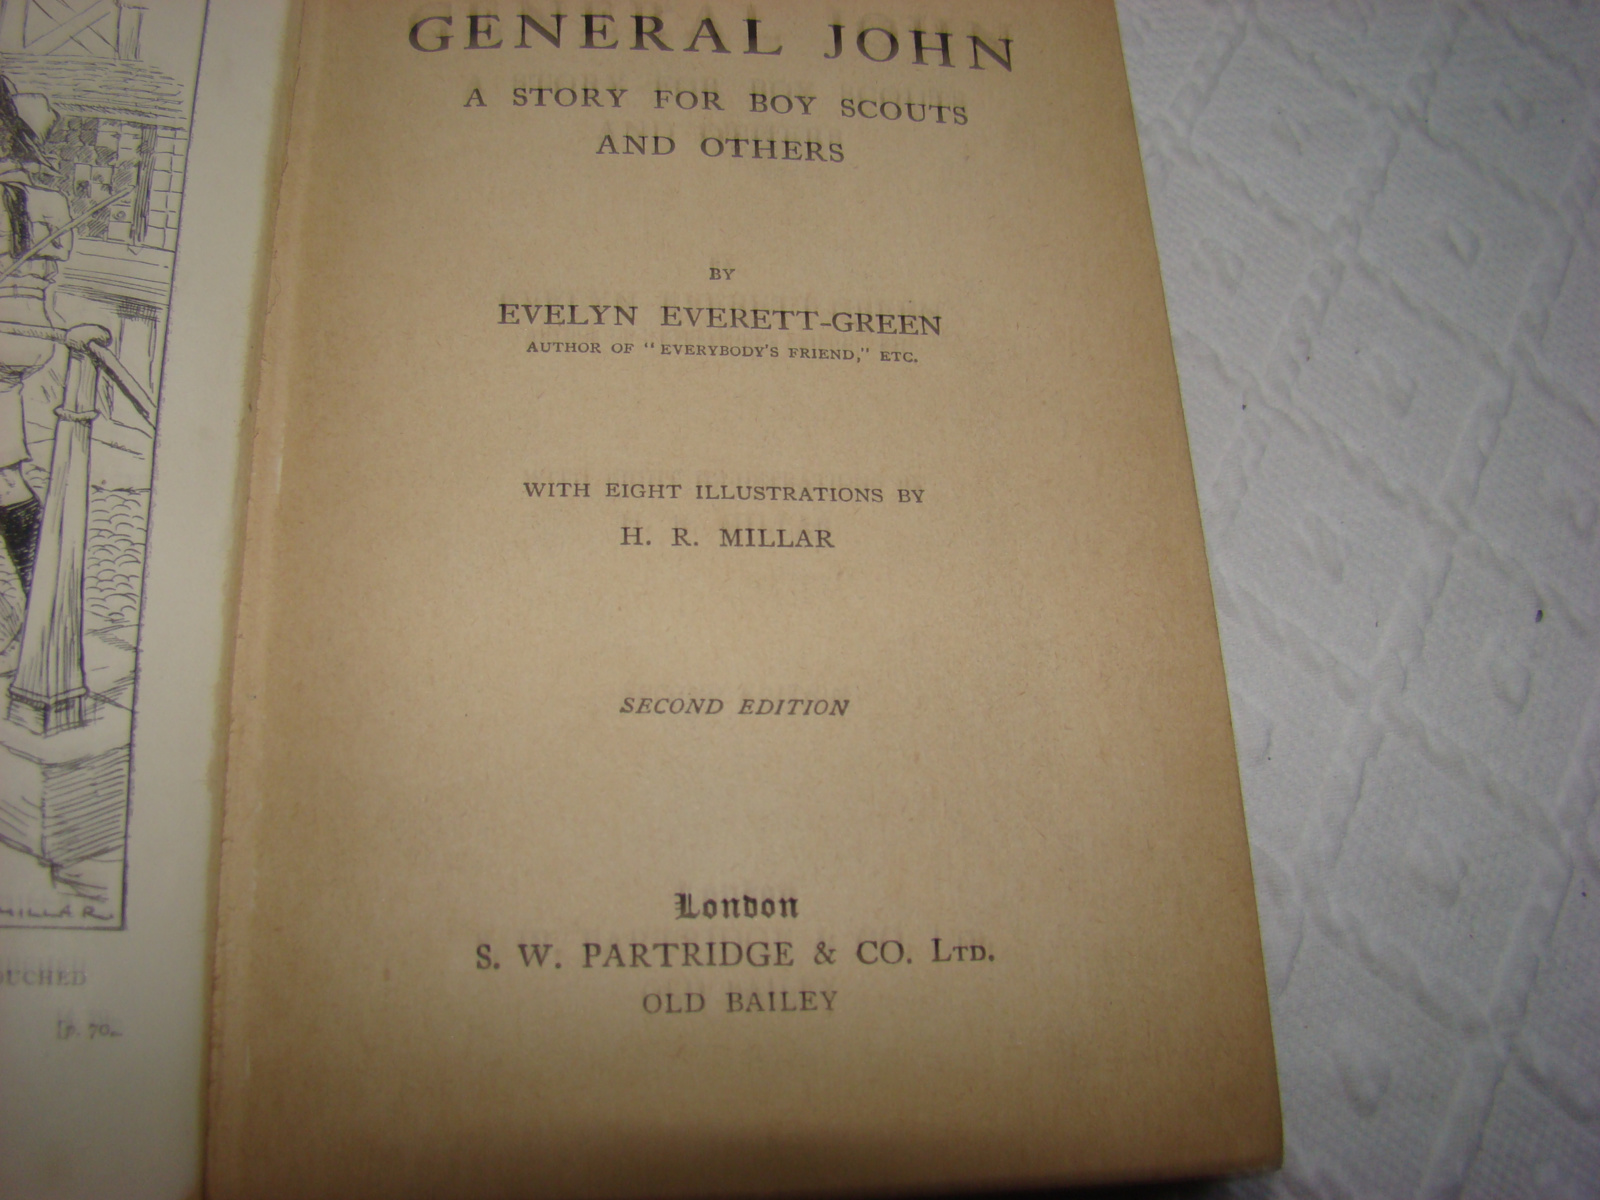 GENERAL JOHN
A STORY FOR BOY SCOUTS
AND OTHERS
BY
EVELYN EVERETT-GREEN
AUTHOR OF "EVERYBODY'S FRIEND," ETC.
WITH EIGHT ILLUSTRATIONS BY
H. R. MILLAR
SECOND EDITION
London
S. W. PARTRIDGE & CO. LTD.
OLD BAILEY
[p. 70.